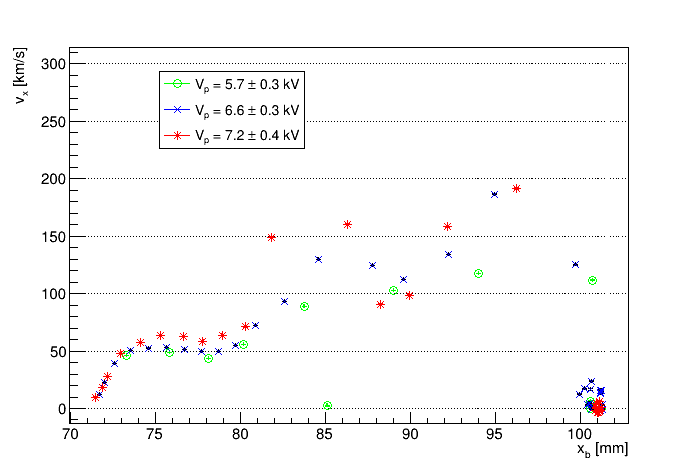 v_x [km/s]
300
250
200
150
100
50
0
V_p = 5.7 ± 0.3 kV
V_p = 6.6 ± 0.3 kV
V_p = 7.2 ± 0.4 kV
70 75 80 85 90 95 100
x_b [mm]